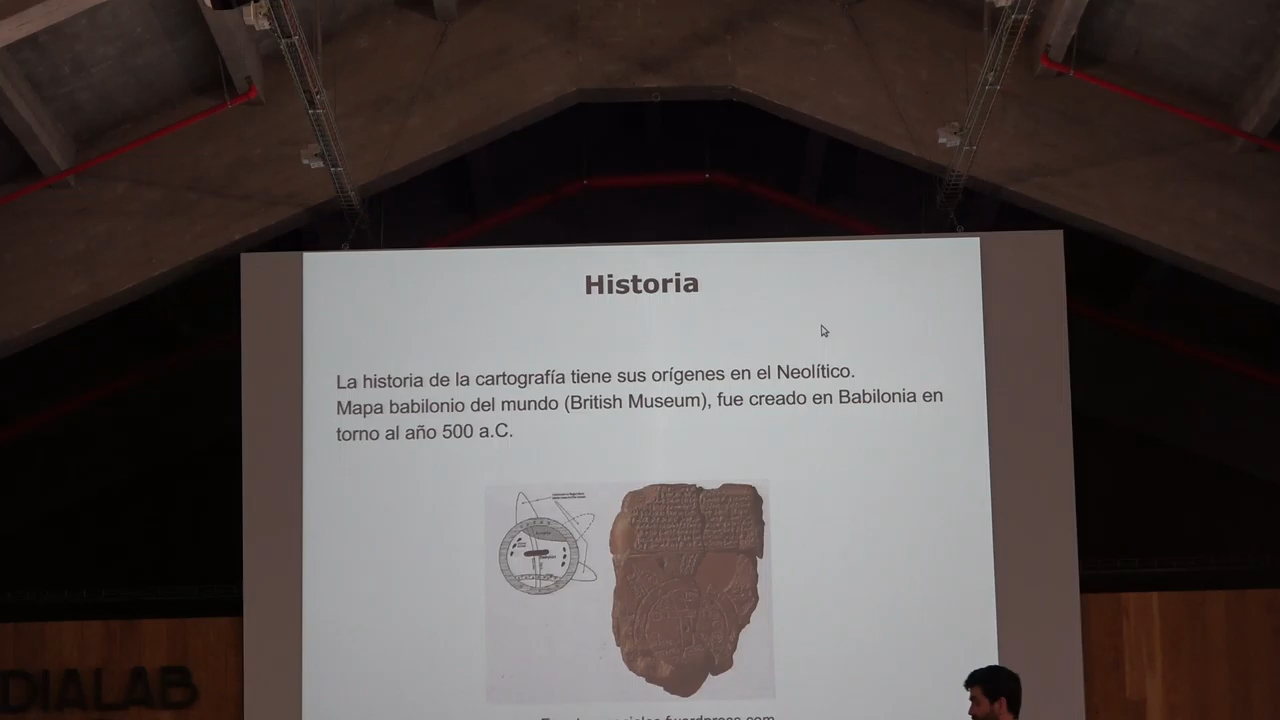 Historia
La historia de la cartografía tiene sus orígenes en el Neolítico.
Mapa babilonio del mundo (British Museum), fue creado en Babilonia en
torno al año 500 a.C.
DIALAB